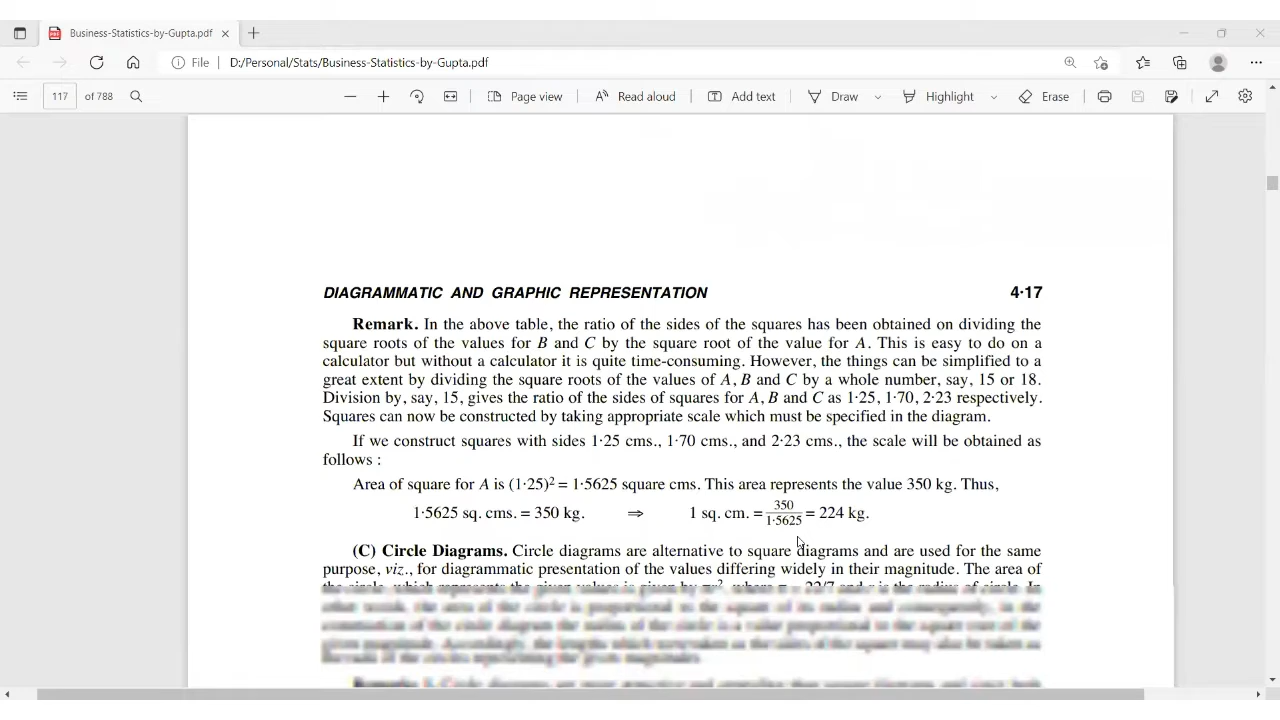 Business-Statistics-by-Gupta.pdf
File | D:/Personal/Stats/Business-Statistics-by-Gupta.pdf
117 of 788 Page view Read aloud Add text Draw Highlight Erase
DIAGRAMMATIC AND GRAPHIC REPRESENTATION 4·17
Remark. In the above table, the ratio of the sides of the squares has been obtained on dividing the
square roots of the values for B and C by the square root of the value for A. This is easy to do on a
calculator but without a calculator it is quite time-consuming. However, the things can be simplified to a
great extent by dividing the square roots of the values of A, B and C by a whole number, say, 15 or 18.
Division by, say, 15, gives the ratio of the sides of squares for A, B and C as 1·25, 1·70, 2·23 respectively.
Squares can now be constructed by taking appropriate scale which must be specified in the diagram.
If we construct squares with sides 1·25 cms., 1·70 cms., and 2·23 cms., the scale will be obtained as
follows :
Area of square for A is (1·25)² = 1·5625 square cms. This area represents the value 350 kg. Thus,
1·5625 sq. cms. = 350 kg. ⇒ 1 sq. cm. = 350/1·5625 = 224 kg.
(C) Circle Diagrams. Circle diagrams are alternative to square diagrams and are used for the same
purpose, viz., for diagrammatic presentation of the values differing widely in their magnitude. The area of